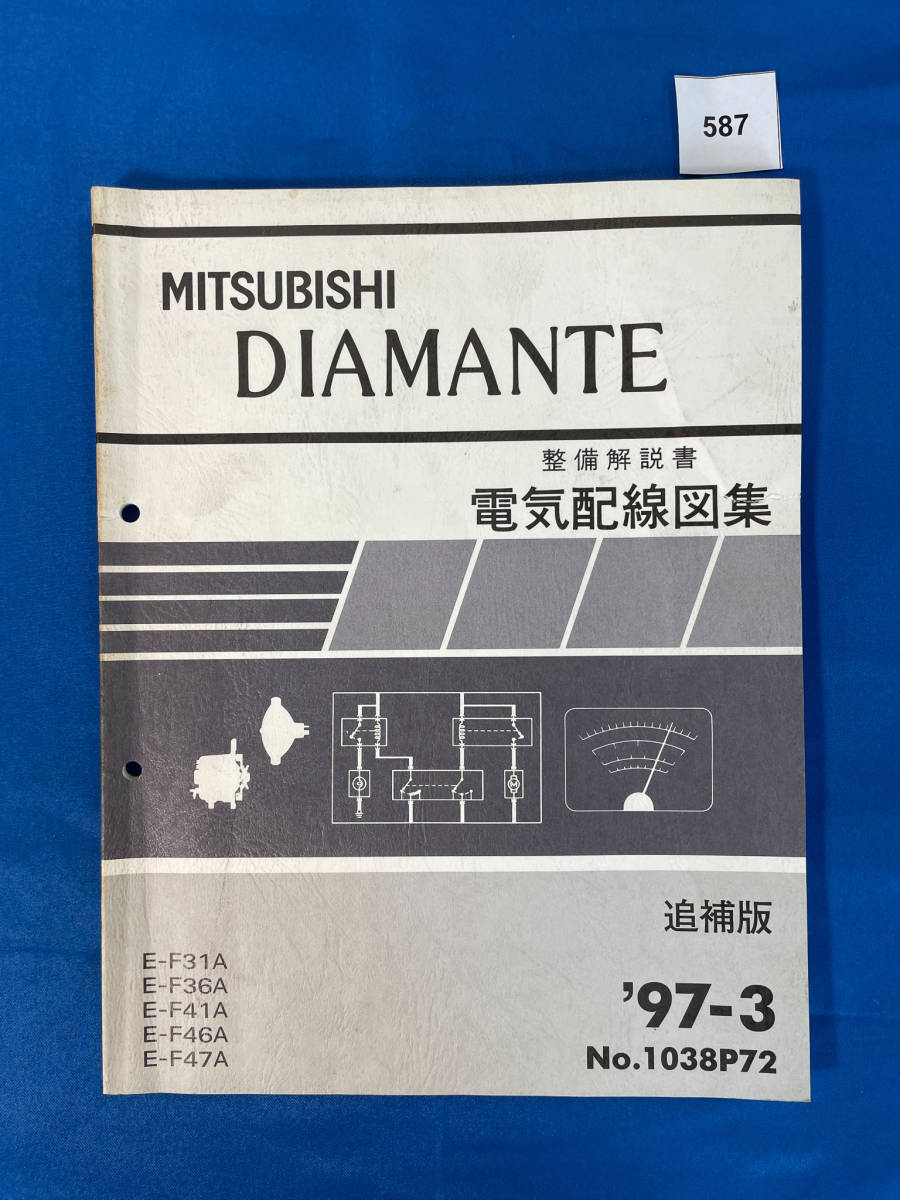 587
MITSUBISHI
DIAMANTE
整備解説書
電気配線図集
M
追補版
E-F31A
E-F36A
E-F41A
E-F46A
E-F47A
'97-3
No.1038P72